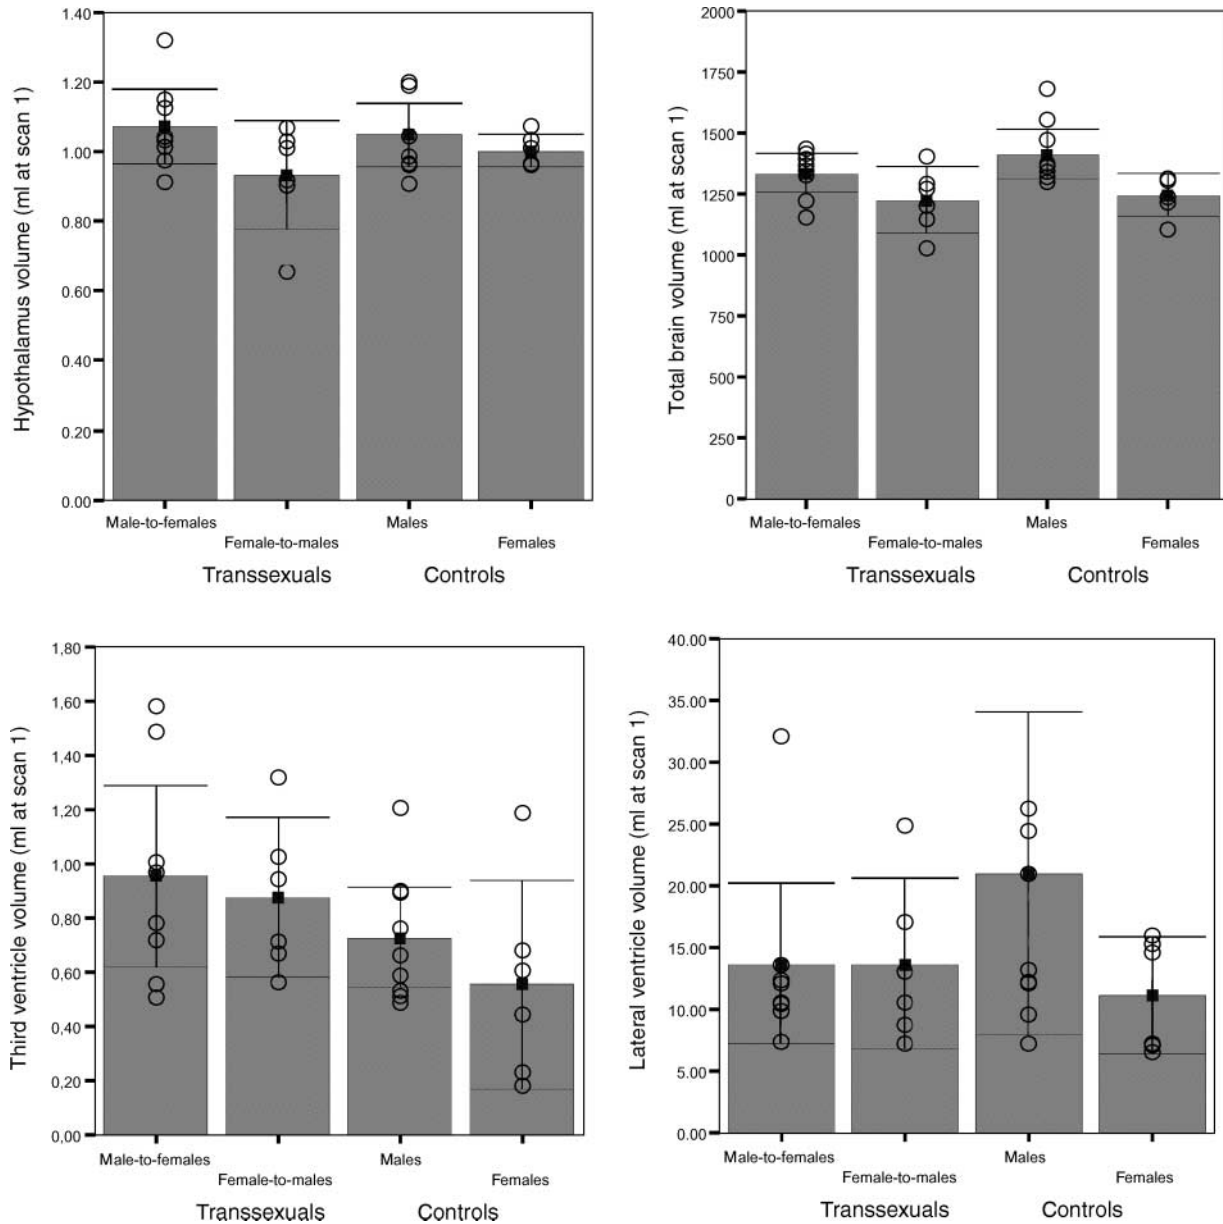 Hypothalamus volume (ml at scan 1)
1.40
1.20
1.00
0.80
0.60
0.40
0.20
0.00
Male-to-females
Female-to-males
Males
Females
Transsexuals
Controls
Total brain volume (ml at scan 1)
2000
1750
1500
1250
1000
750
500
250
0
Male-to-females
Female-to-males
Males
Females
Transsexuals
Controls
Third ventricle volume (ml at scan 1)
1,80
1,60
1,40
1,20
1,00
0,80
0,60
0,40
0,20
0,00
Male-to-females
Female-to-males
Males
Females
Transsexuals
Controls
Lateral ventricle volume (ml at scan 1)
40.00
35.00
30.00
25.00
20.00
15.00
10.00
5.00
0.00
Male-to-females
Female-to-males
Males
Females
Transsexuals
Controls